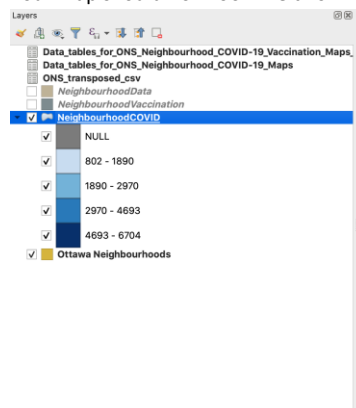 Layers
Data_tables_for_ONS_Neighbourhood_COVID-19_Vaccination_Maps_
Data_tables_for_ONS_Neighbourhood_COVID-19_Maps
ONS_transposed_csv
NeighbourhoodData
NeighbourhoodVaccination
NeighbourhoodCOVID
NULL
802 - 1890
1890 - 2970
2970 - 4693
4693 - 6704
Ottawa Neighbourhoods